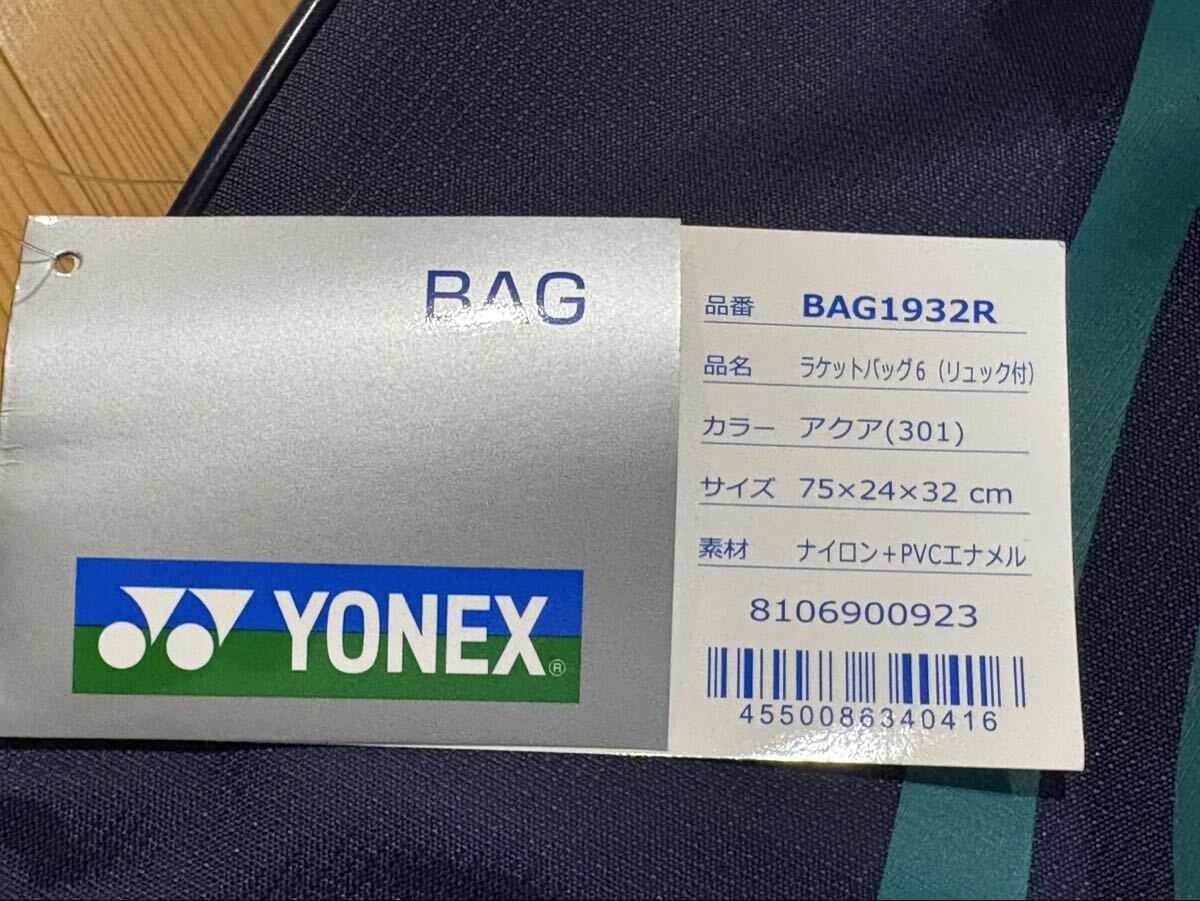 BAG
YONEX®
品番 BAG1932R
品名 ラケットバッグ6（リュック付）
カラー アクア(301)
サイズ 75×24×32 cm
素材 ナイロン+PVCエナメル
8106900923
4550086340416